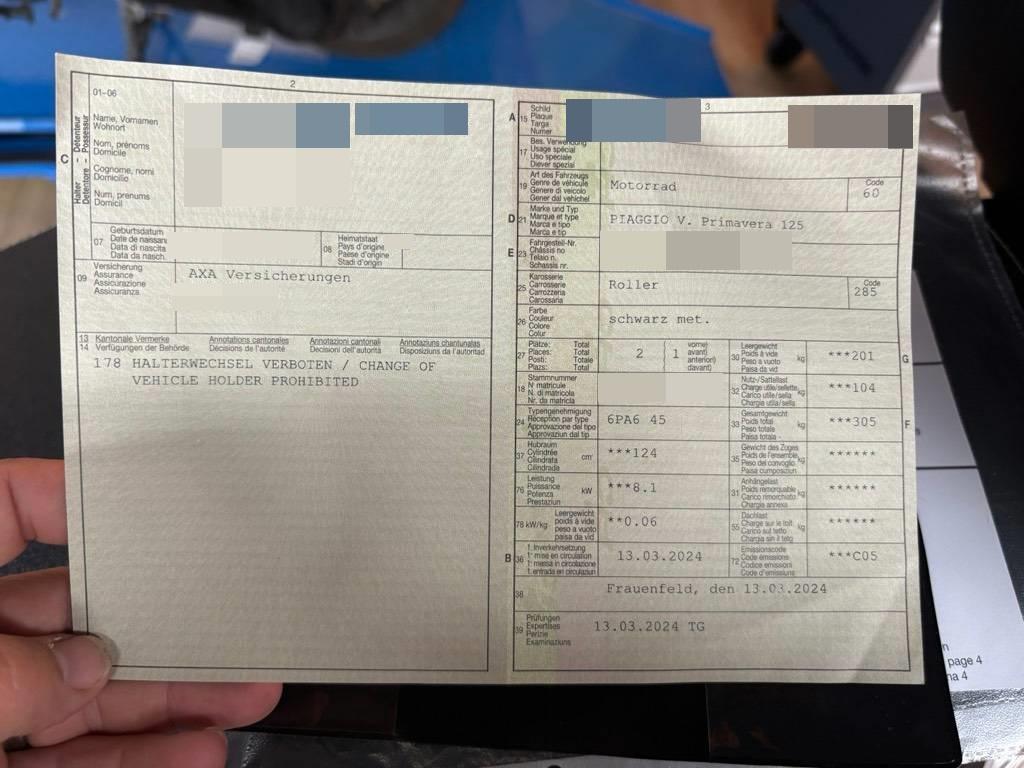 2
01-06
Halter - Détenteur
Detentore - Possessur
C
Name, Vornamen
Wohnort
Nom, prénoms
Domicile
Cognome, nomi
Domicilio
Num, prenums
Domicil
07
Geburtsdatum
Date de naissan
Data di nascita
Data da nasch.
08
Heimatstaat
Pays d'origine
Paese d'origine
Stadi d'origin
09
Versicherung
Assurance
Assicurazione
Assicuranza
AXA Versicherungen
13 Kantonale Vermerke Annotations cantonales Annotazioni cantonali Annotaziuns chantunalas
14 Verfügungen der Behörde Décisions de l'autorité Decisioni dell'autorità Disposiziuns da l'autoritad
178 HALTERWECHSEL VERBOTEN / CHANGE OF
VEHICLE HOLDER PROHIBITED
3
A 15
Schild
Plaque
Targa
Numer
17
Bes. Verwendung
Usage spécial
Uso speciale
Diever spezial
19
Art des Fahrzeugs
Genre de véhicule
Genere di veicolo
Gener dal vehichel
Motorrad
Code
60
D 21
Marke und Typ
Marque et type
Marca e tipo
Marca e tip
PIAGGIO V. Primavera 125
E 23
Fahrgestell-Nr.
Châssis no
Telaio n.
Schassis nr.
25
Karosserie
Carrosserie
Carrozzeria
Carossaria
Roller
Code
285
26
Farbe
Couleur
Colore
Colur
schwarz met.
27
Plätze: Total
Places: Total
Posti: Totale
Plazs: Total
2
1
vorne)
avant)
anteriori)
davant)
30
Leergewicht
Poids à vide
Peso a vuoto
Paisa da vid
kg
***201
G
18
Stammnummer
N° matricule
N. di matricola
Nr. da matricla
32
Nutz-/Sattellast
Charge utile/sellette
Carico utile/sella
Chargia utila/sella
kg
***104
24
Typengenehmigung
Réception par type
Approvazione del tipo
Approvaziun dal tip
6PA6 45
33
Gesamtgewicht
Poids total
Peso totale
Paisa totala
kg
***305
F
37
Hubraum
Cylindrée
Cilindrata
Cilindrada
cm³
***124
35
Gewicht des Zuges
Poids de l'ensemble
Peso del convoglio
Paisa cumposiziun
kg
******
76
Leistung
Puissance
Potenza
Prestaziun
kW
***8.1
31
Anhängelast
Poids remorquable
Carico rimorchiato
Chargia annexa
kg
******
78 kW/kg
Leergewicht
poids à vide
peso a vuoto
paisa da vid
**0.06
55
Dachlast
Charge sur le toit
Carico sul tetto
Chargia sin il tetg
kg
******
B 36
1. Inverkehrsetzung
1re mise en circulation
1a messa in circolazione
1. entrada en circulaziun
13.03.2024
72
Emissionscode
Code émissions
Codice emissioni
Code d'emissiuns
***C05
38
Frauenfeld, den 13.03.2024
39
Prüfungen
Expertises
Perizie
Examinaziuns
13.03.2024 TG
n
page 4
na 4